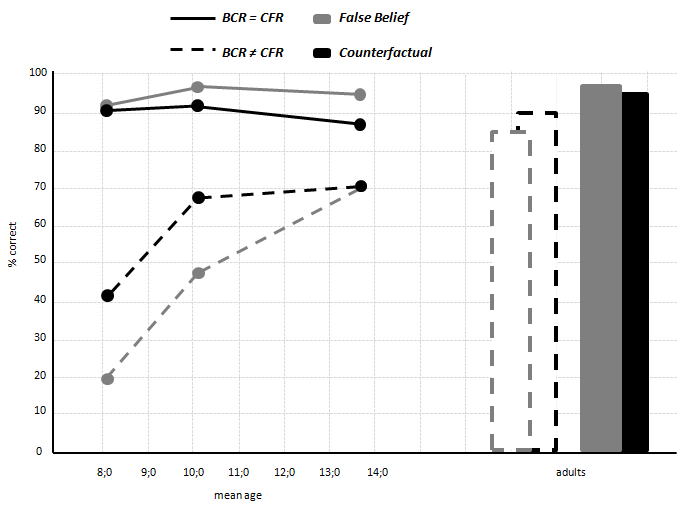 BCR = CFR False Belief
BCR ≠ CFR Counterfactual
100
90
80
70
60
50
40
30
20
10
0
% correct
8;0 9;0 10;0 11;0 12;0 13;0 14;0 adults
mean age